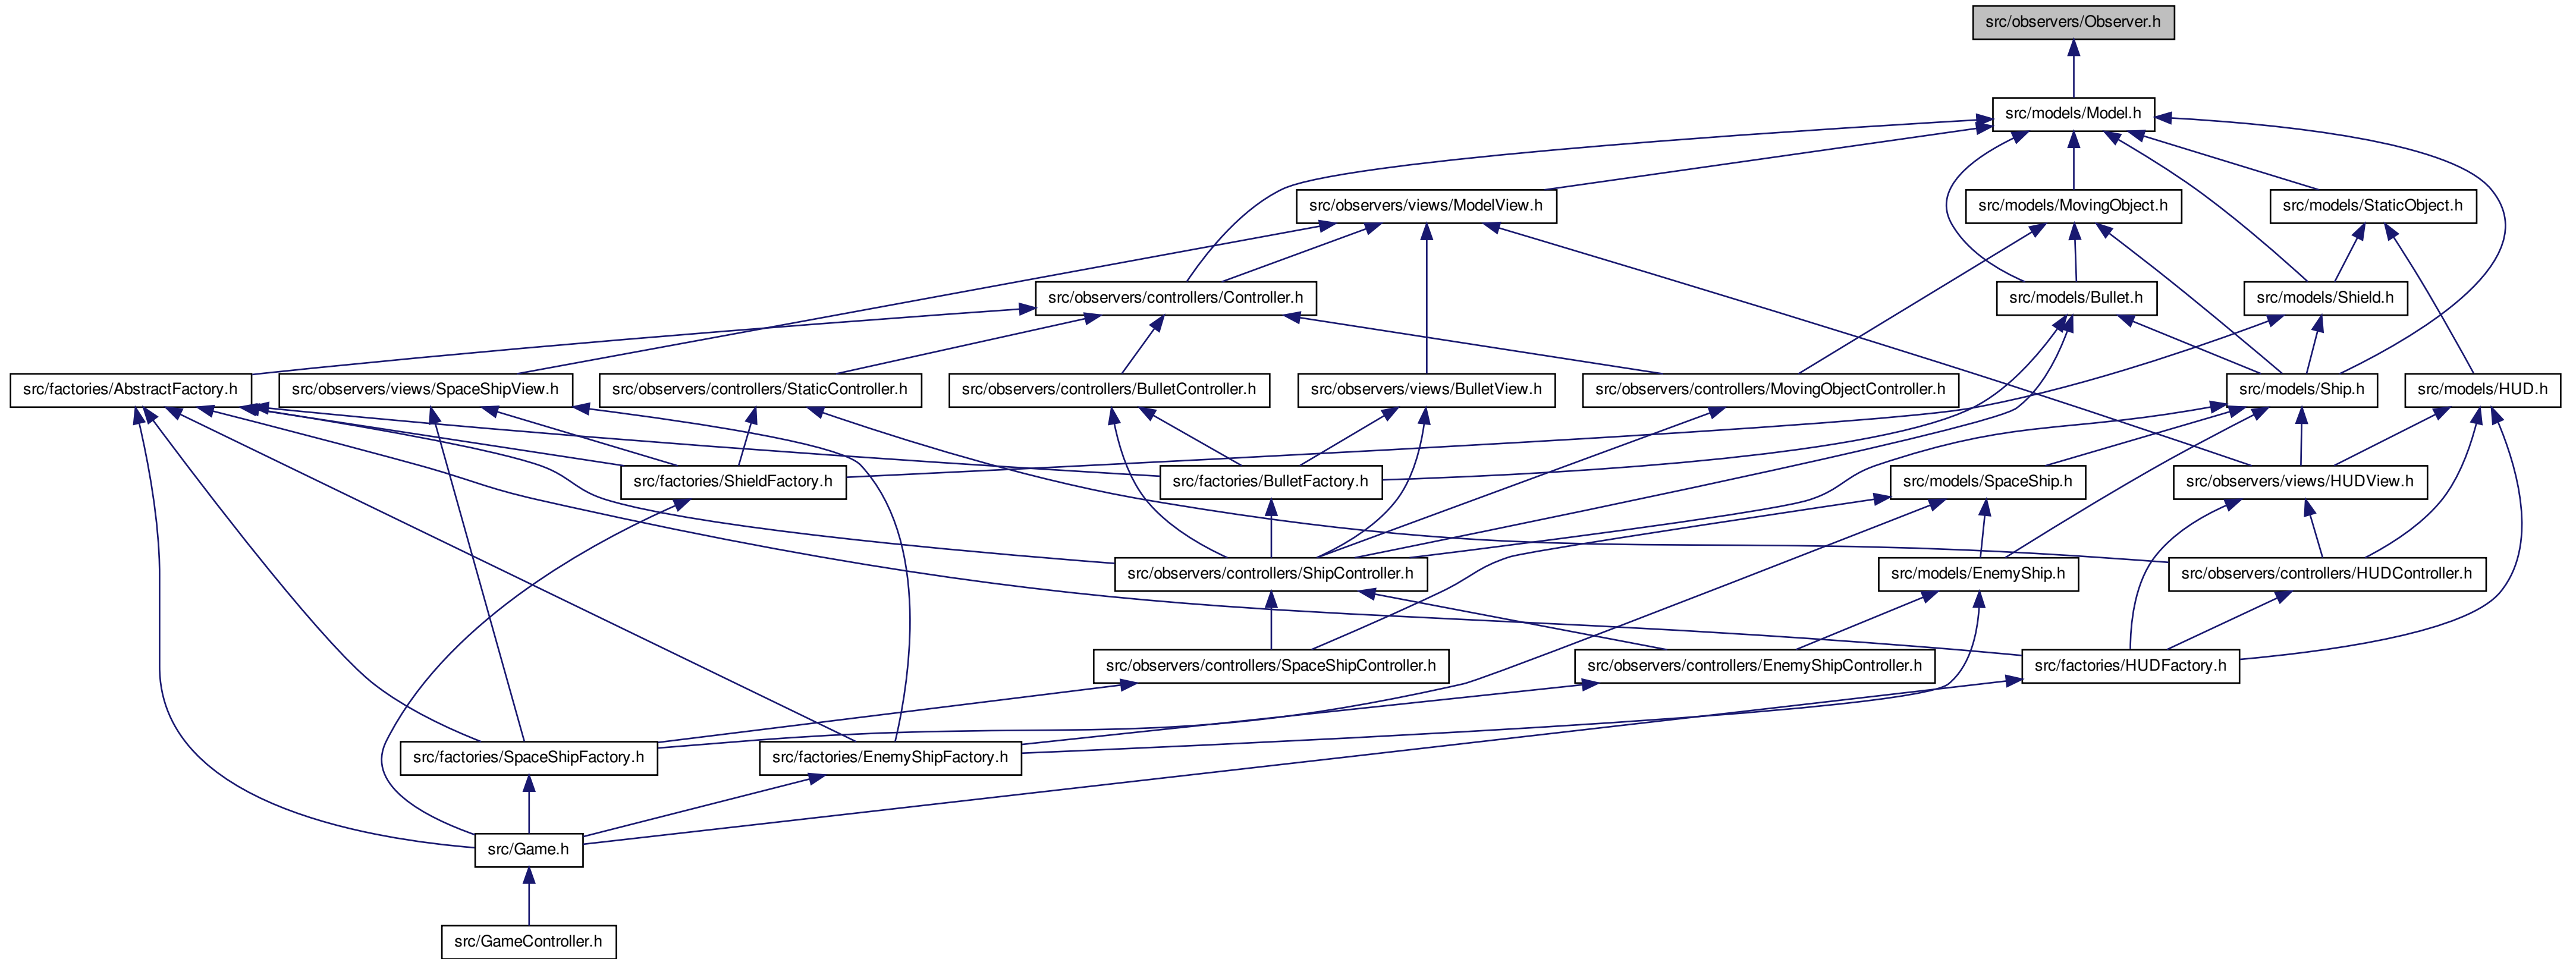 src/observers/Observer.h
src/models/Model.h
src/observers/views/ModelView.h
src/models/MovingObject.h
src/models/StaticObject.h
src/observers/controllers/Controller.h
src/models/Bullet.h
src/models/Shield.h
src/factories/AbstractFactory.h
src/observers/views/SpaceShipView.h
src/observers/controllers/StaticController.h
src/observers/controllers/BulletController.h
src/observers/views/BulletView.h
src/observers/controllers/MovingObjectController.h
src/models/Ship.h
src/models/HUD.h
src/factories/ShieldFactory.h
src/factories/BulletFactory.h
src/models/SpaceShip.h
src/observers/views/HUDView.h
src/observers/controllers/ShipController.h
src/models/EnemyShip.h
src/observers/controllers/HUDController.h
src/observers/controllers/SpaceShipController.h
src/observers/controllers/EnemyShipController.h
src/factories/HUDFactory.h
src/factories/SpaceShipFactory.h
src/factories/EnemyShipFactory.h
src/Game.h
src/GameController.h